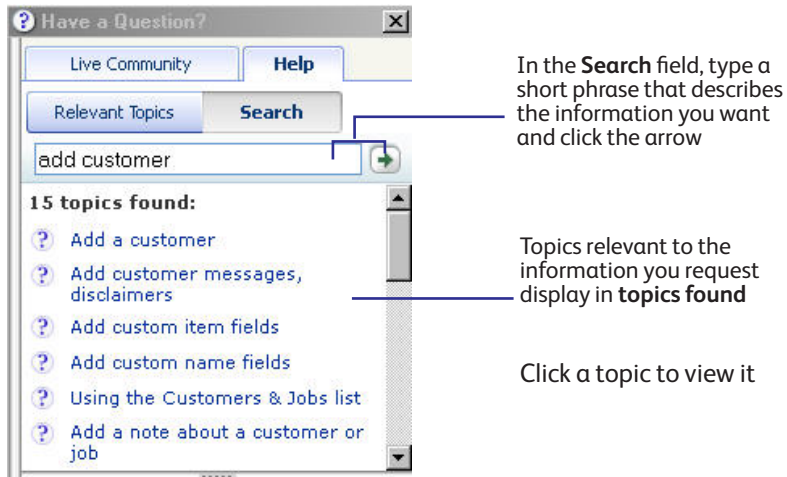 Have a Question?
Live Community
Help
Relevant Topics
Search
add customer
15 topics found:
Add a customer
Add customer messages,
disclaimers
Add custom item fields
Add custom name fields
Using the Customers & Jobs list
Add a note about a customer or
job
In the Search field, type a
short phrase that describes
the information you want
and click the arrow
Topics relevant to the
information you request
display in topics found
Click a topic to view it